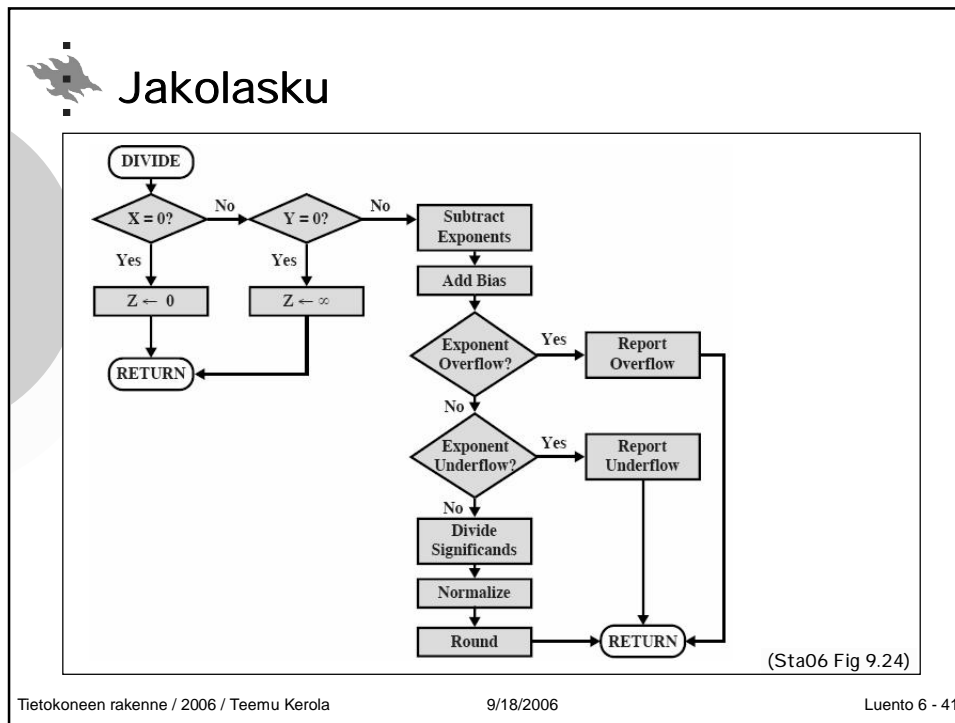 Jakolasku
DIVIDE
X = 0?
No
Y = 0?
No
Subtract
Exponents
Yes
Yes
Z ← 0
Z ← ∞
Add Bias
RETURN
Exponent
Overflow?
Yes
Report
Overflow
No
Exponent
Underflow?
Yes
Report
Underflow
No
Divide
Significands
Normalize
Round
RETURN
(Sta06 Fig 9.24)
Tietokoneen rakenne / 2006 / Teemu Kerola
9/18/2006
Luento 6 - 41